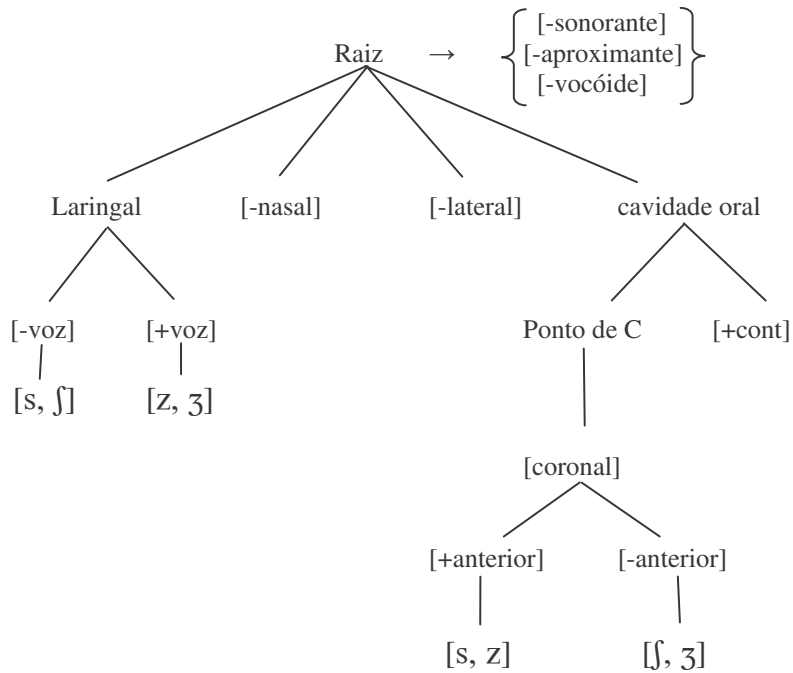 [-sonorante]
Raiz → [-aproximante]
[-vocóide]
Laringal [-nasal] [-lateral] cavidade oral
[-voz] [+voz] Ponto de C [+cont]
[s, ʃ] [z, ʒ]
[coronal]
[+anterior] [-anterior]
[s, z] [ʃ, ʒ]